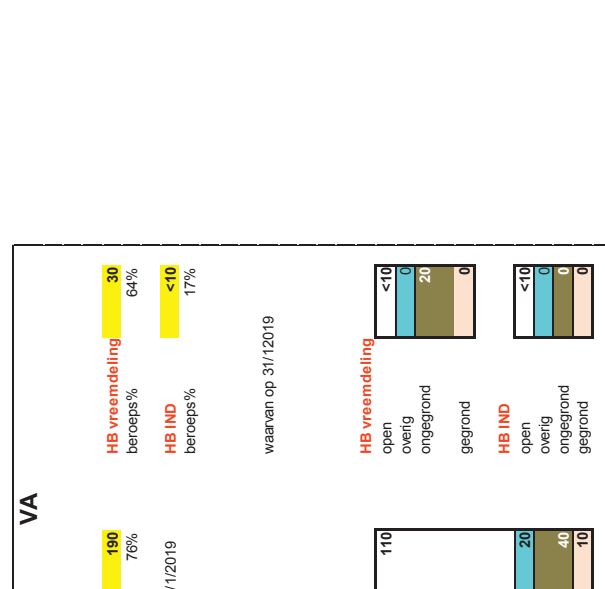 VA
190
76%
/1/2019
110
20
40
10
HB vreemdeling 30
beroeps% 64%
HB IND <10
beroeps% 17%
waarvan op 31/12019
HB vreemdeling
open <10
overig 0
ongegrond 20
gegrond 0
HB IND
open <10
overig 0
ongegrond 0
gegrond 0